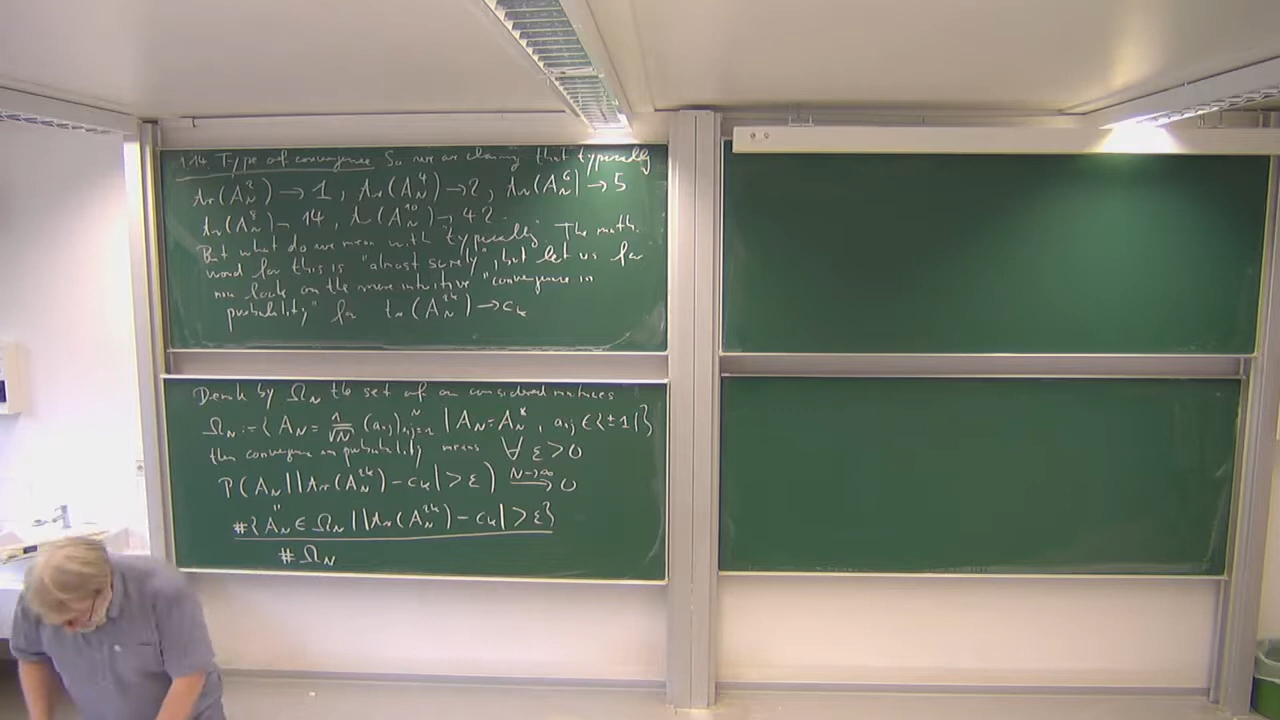 1.14. Type of convergence So we are claiming that typically
tr(A_N^2) → 1, tr(A_N^4) → 2, tr(A_N^6) → 5
tr(A_N^8) → 14, tr(A_N^10) → 42.
But what do we mean with "typically". The math.
word for this is "almost surely", but let us for
now look on the more intuitive "convergence in
probability" for tr(A_N^{2k}) → c_k
Denote by Ω_N the set of our considered matrices
Ω_N := { A_N = 1/√N (a_ij)_{i,j=1}^N | A_N = A_N^*, a_ij ∈ {±1} }
then convergence in probability means ∀ ε > 0
P(A_N | |tr(A_N^{2k}) - c_k| > ε) →^{N→∞} 0
"
#{A_N ∈ Ω_N | |tr(A_N^{2k}) - c_k| > ε}
# Ω_N